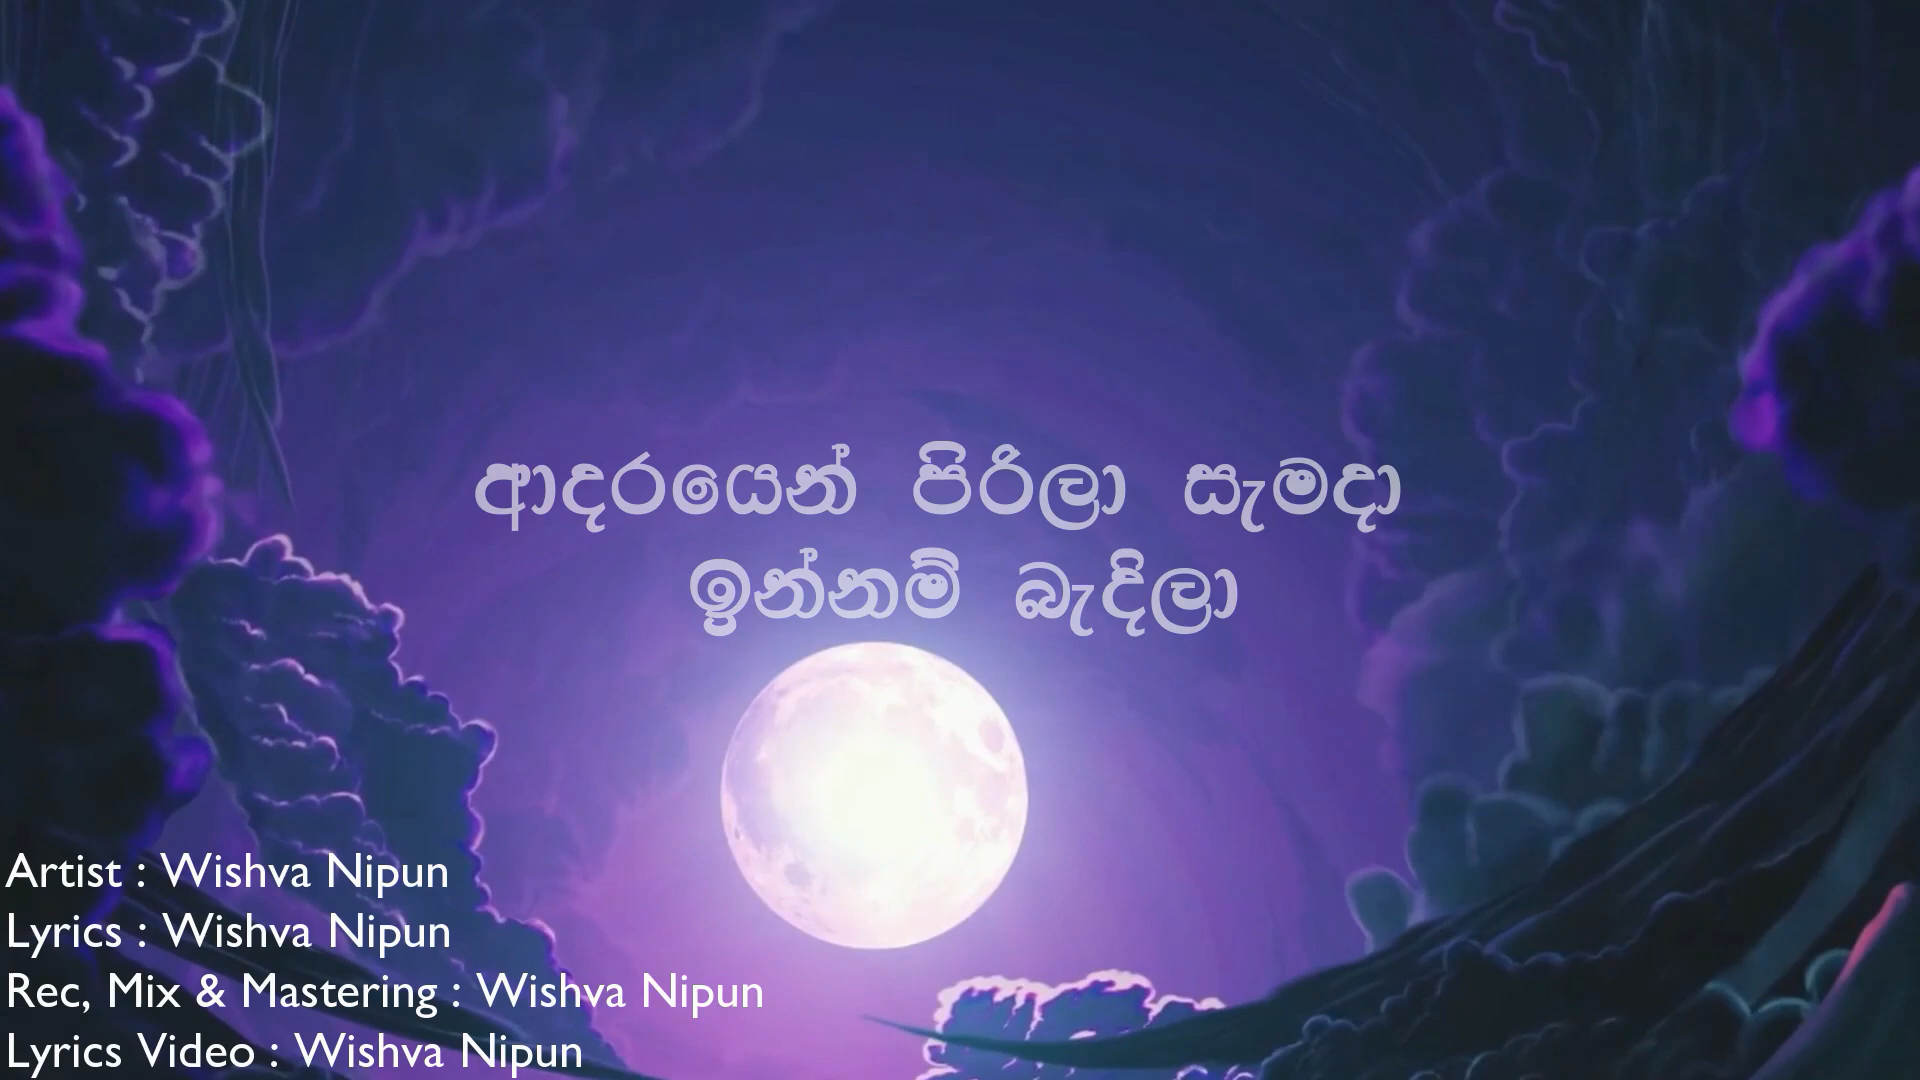 ආදරයෙන් පිරිලා සැමදා
ඉන්නම් බැදිලා
Artist : Wishva Nipun
Lyrics : Wishva Nipun
Rec, Mix & Mastering : Wishva Nipun
Lyrics Video : Wishva Nipun